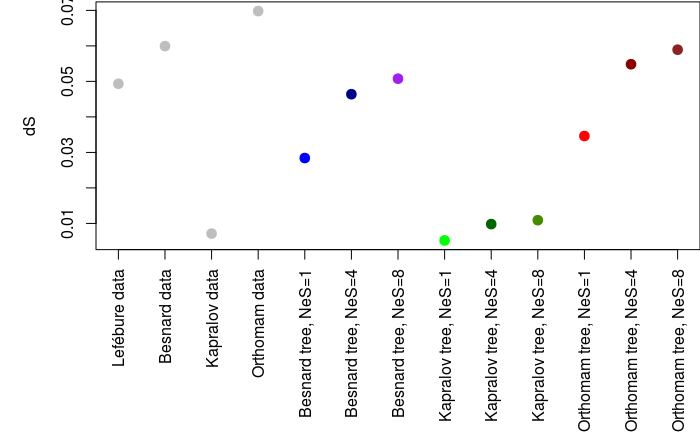 0.07
0.05
0.03
0.01
dS
Lefébure data
Besnard data
Kapralov data
Orthomam data
Besnard tree, NeS=1
Besnard tree, NeS=4
Besnard tree, NeS=8
Kapralov tree, NeS=1
Kapralov tree, NeS=4
Kapralov tree, NeS=8
Orthomam tree, NeS=1
Orthomam tree, NeS=4
Orthomam tree, NeS=8